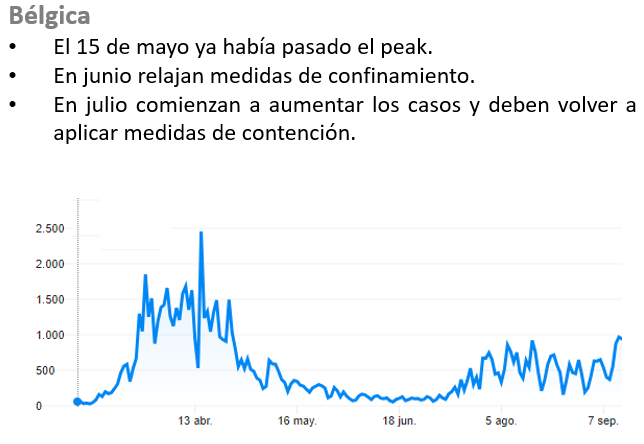 Bélgica
• El 15 de mayo ya había pasado el peak.
• En junio relajan medidas de confinamiento.
• En julio comienzan a aumentar los casos y deben volver a
aplicar medidas de contención.
2.500
2.000
1.500
1.000
500
0
13 abr. 16 may. 18 jun. 5 ago. 7 sep.